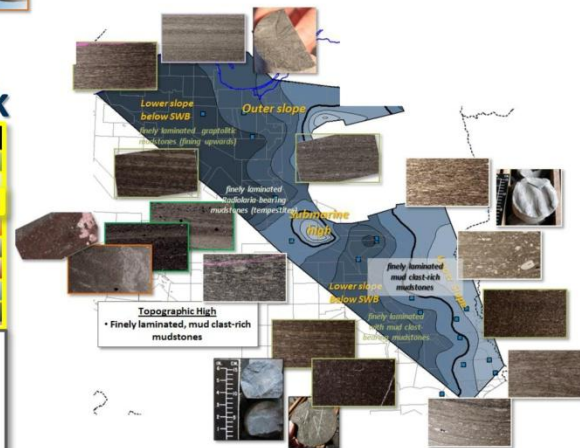 x
Lower slope
below SWB
finely laminated graptolitic
mudstones (fining upwards)
Outer slope
finely laminated
Radiolaria-bearing
mudstones (tempestites)
Submarine
high
finely laminated
mud clast-rich
mudstones
Lower slope
below SWB
finely laminated
with mud clast-
bearing mudstones
Topographic High
• Finely laminated, mud clast-rich
mudstones